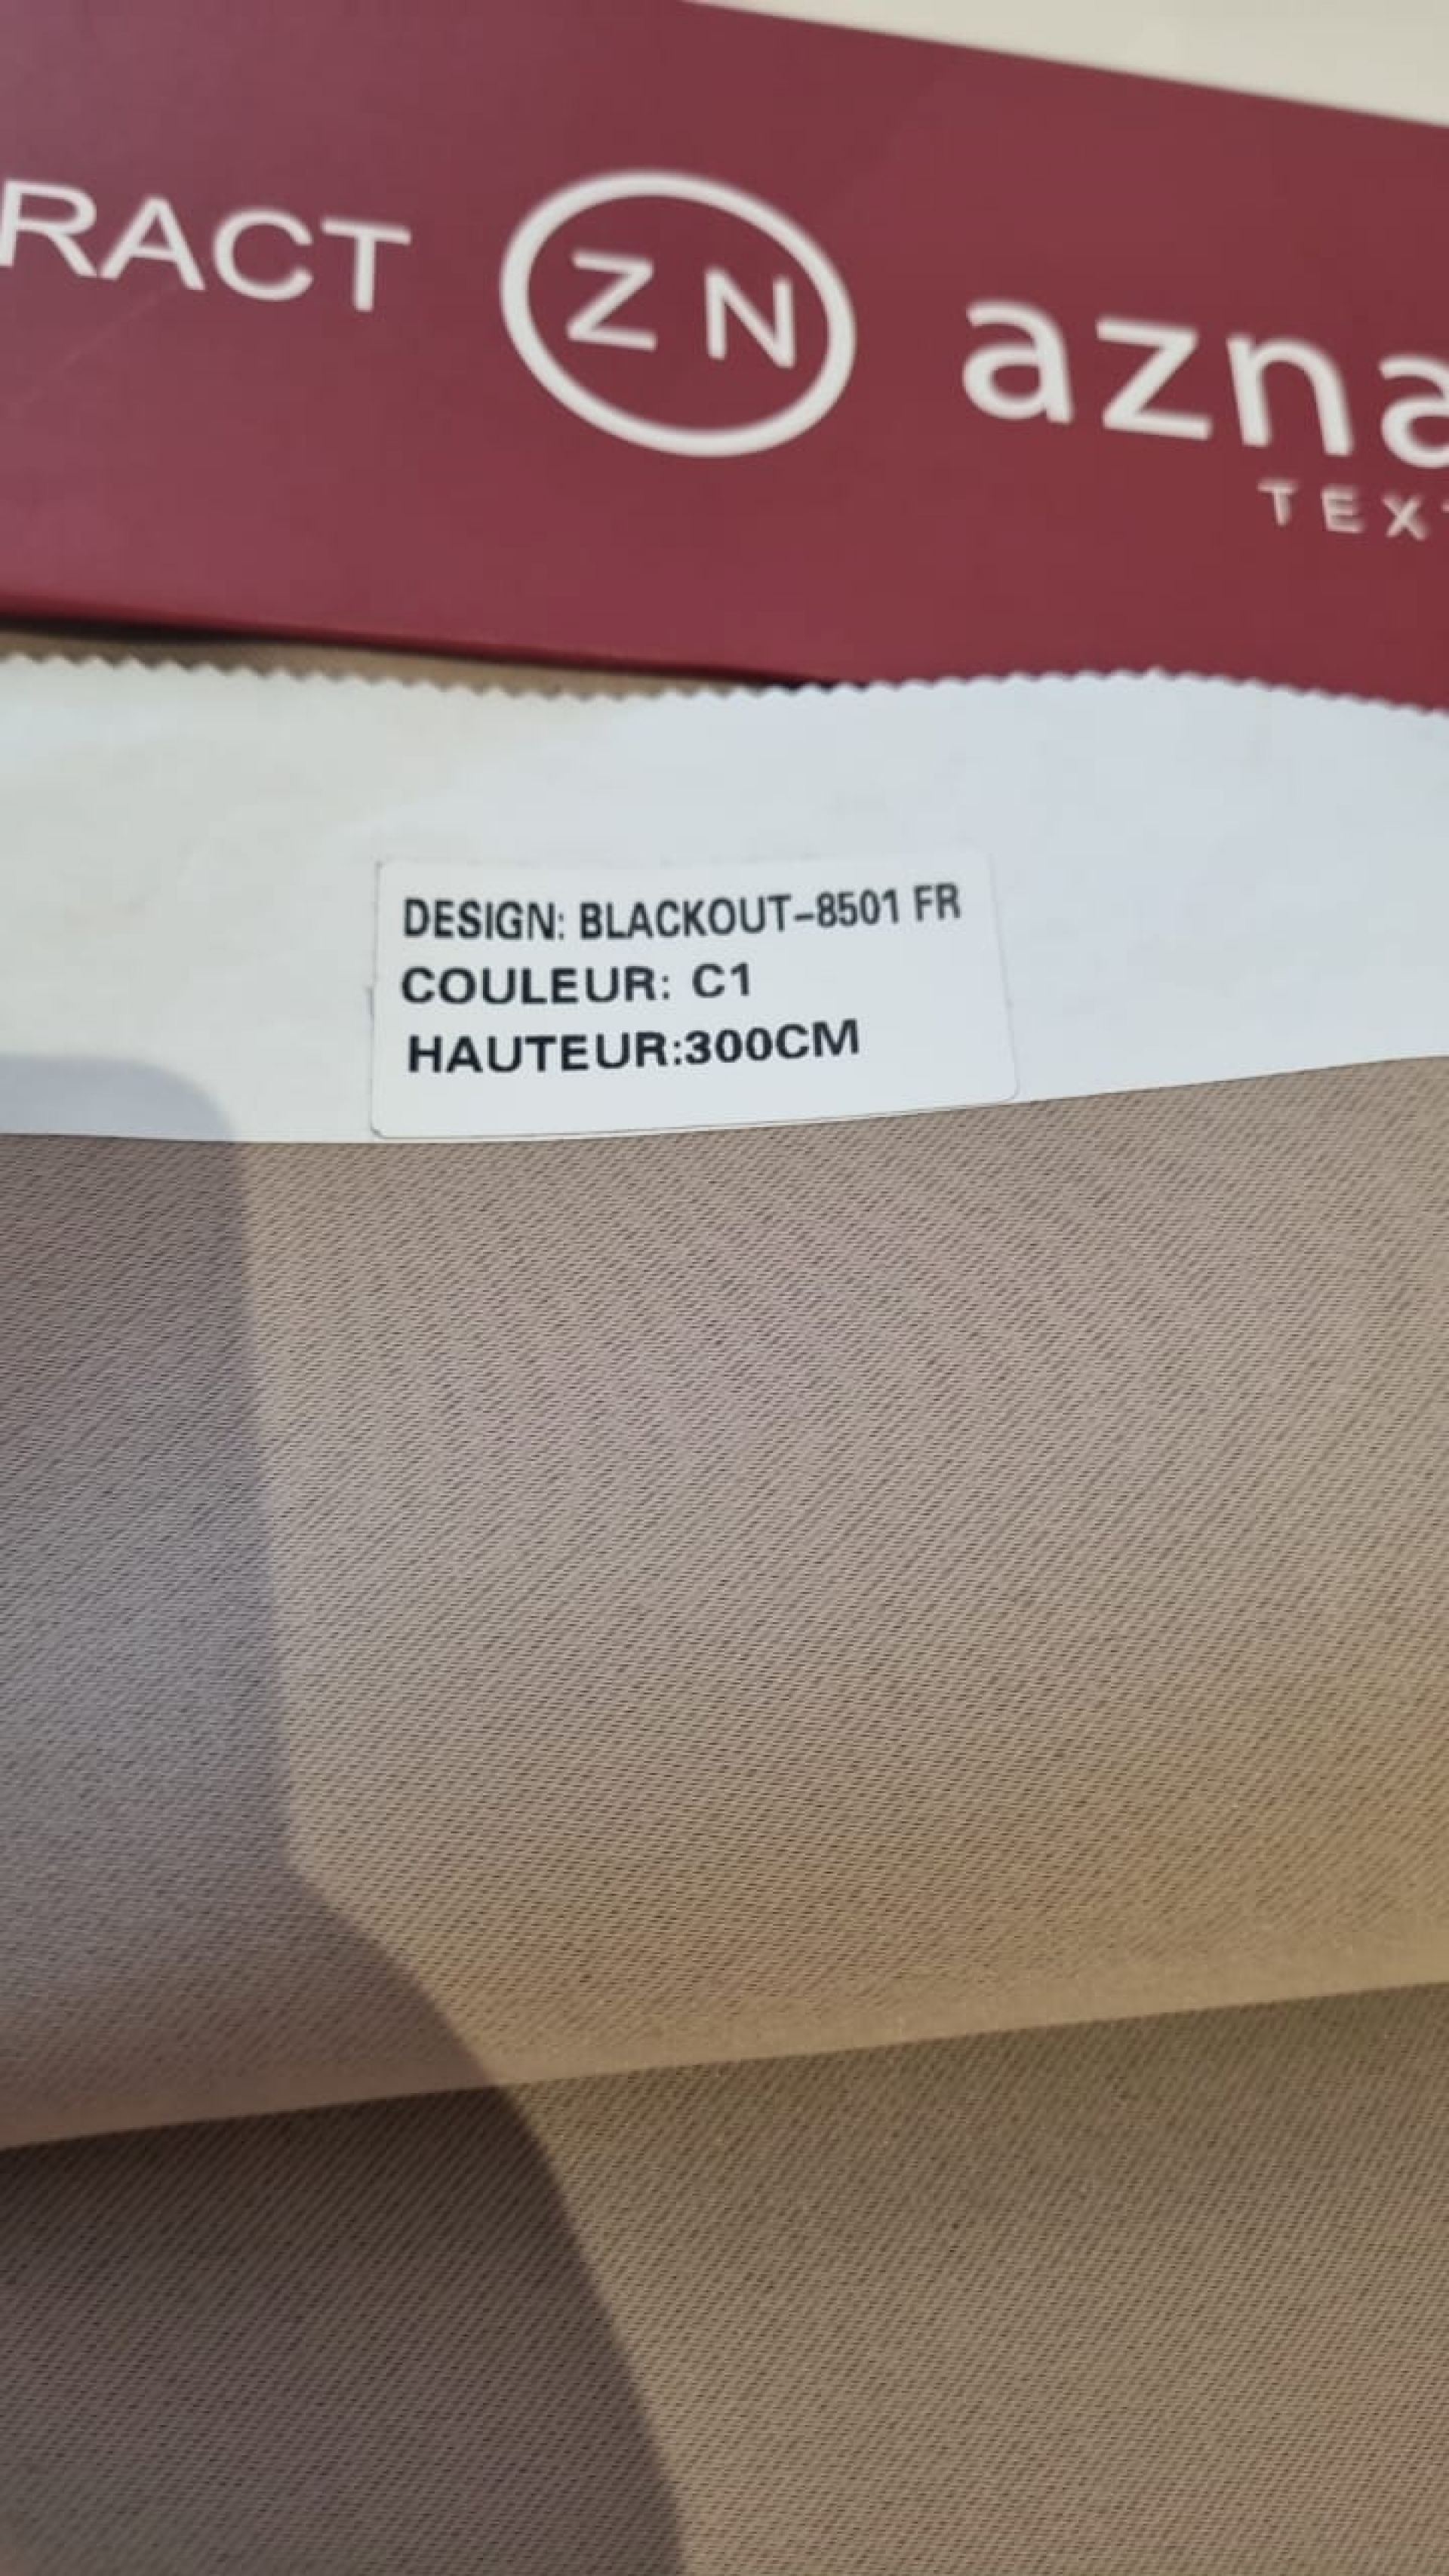 RACT
ZN
azna
TEX
DESIGN: BLACKOUT-8501 FR
COULEUR: C1
HAUTEUR:300CM